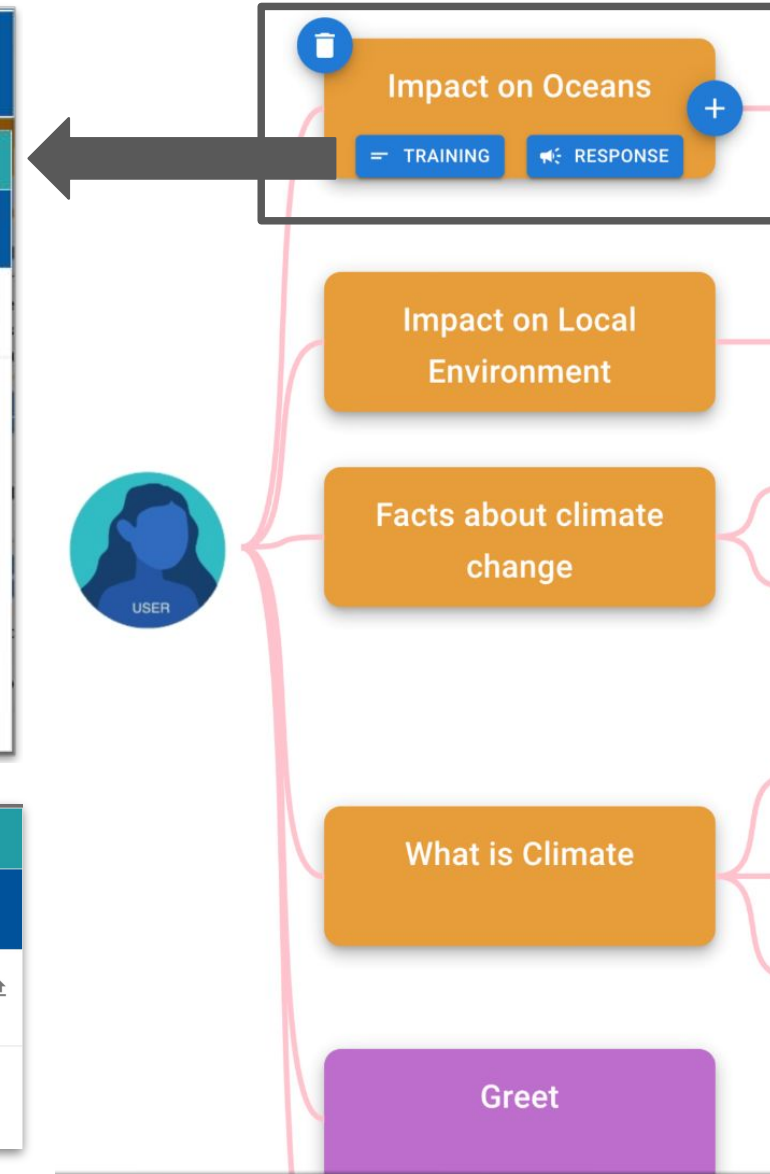 Impact on Oceans
TRAINING
RESPONSE
Impact on Local
Environment
Facts about climate
change
USER
What is Climate
Greet